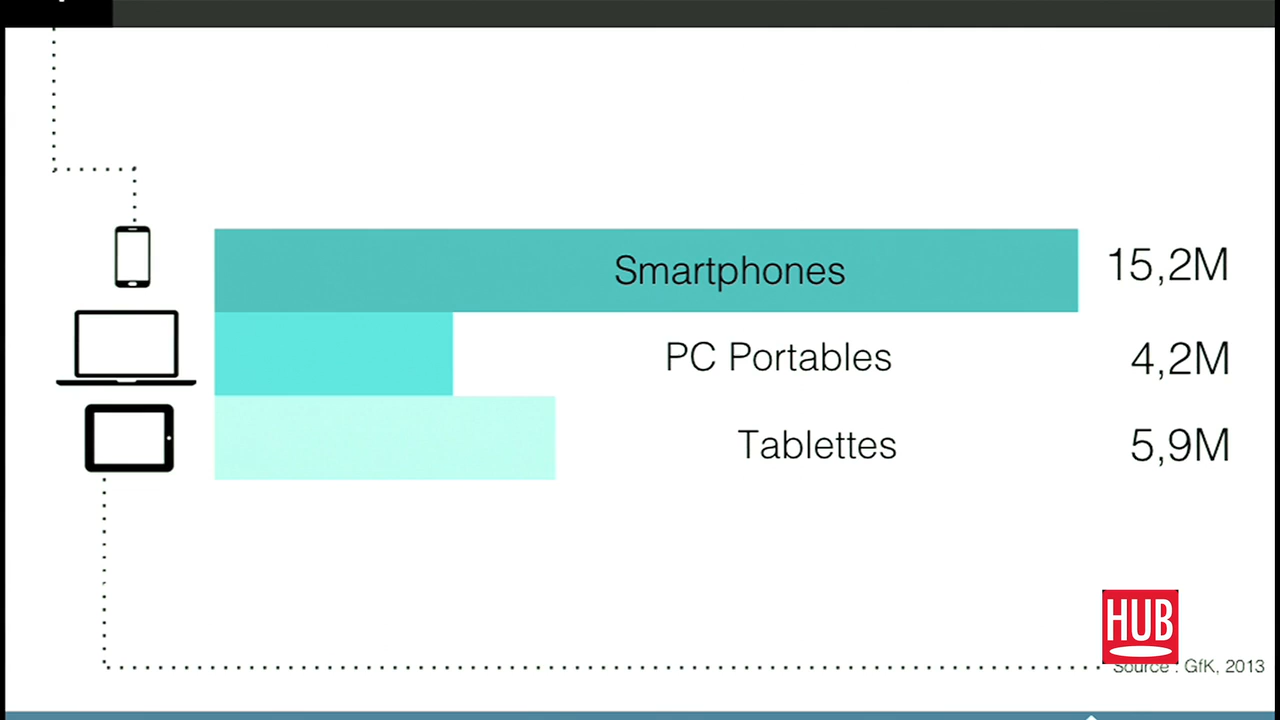 Smartphones 15,2M
PC Portables 4,2M
Tablettes 5,9M
HUB
Source : GfK, 2013